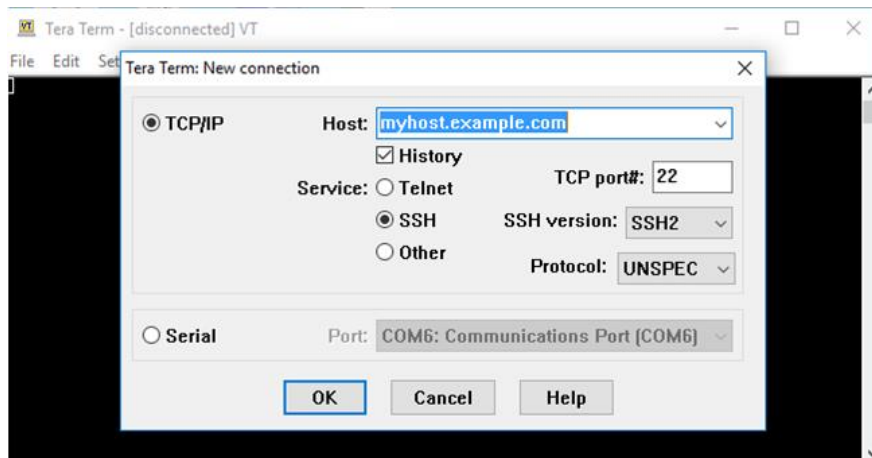 VT Tera Term - [disconnected] VT
File Edit Set
Tera Term: New connection
TCP/IP Host: myhost.example.com
History
Service: Telnet TCP port#: 22
SSH SSH version: SSH2
Other Protocol: UNSPEC
Serial Port: COM6: Communications Port (COM6)
OK Cancel Help